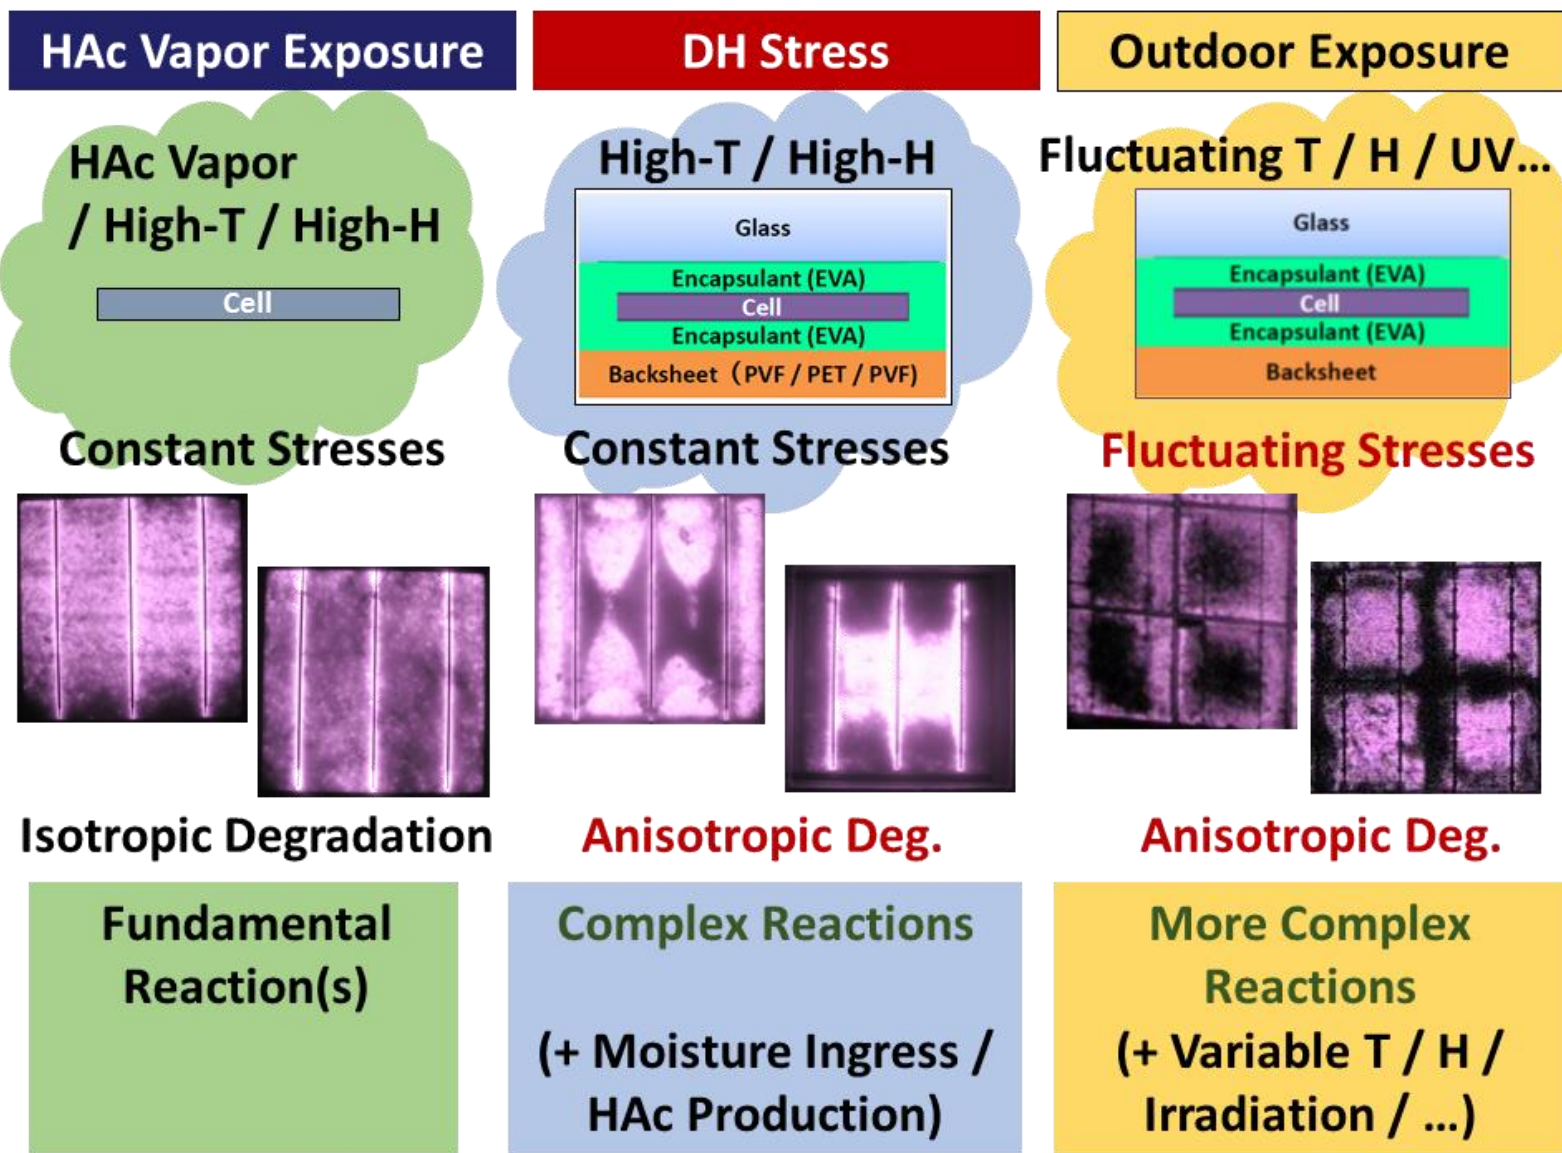 HAc Vapor Exposure
HAc Vapor
/ High-T / High-H
Cell
Constant Stresses
Isotropic Degradation
Fundamental
Reaction(s)
DH Stress
High-T / High-H
Glass
Encapsulant (EVA)
Cell
Encapsulant (EVA)
Backsheet（PVF / PET / PVF)
Constant Stresses
Anisotropic Deg.
Complex Reactions
(+ Moisture Ingress /
HAc Production)
Outdoor Exposure
Fluctuating T / H / UV...
Glass
Encapsulant (EVA)
Cell
Encapsulant (EVA)
Backsheet
Fluctuating Stresses
Anisotropic Deg.
More Complex
Reactions
(+ Variable T / H /
Irradiation / ...)